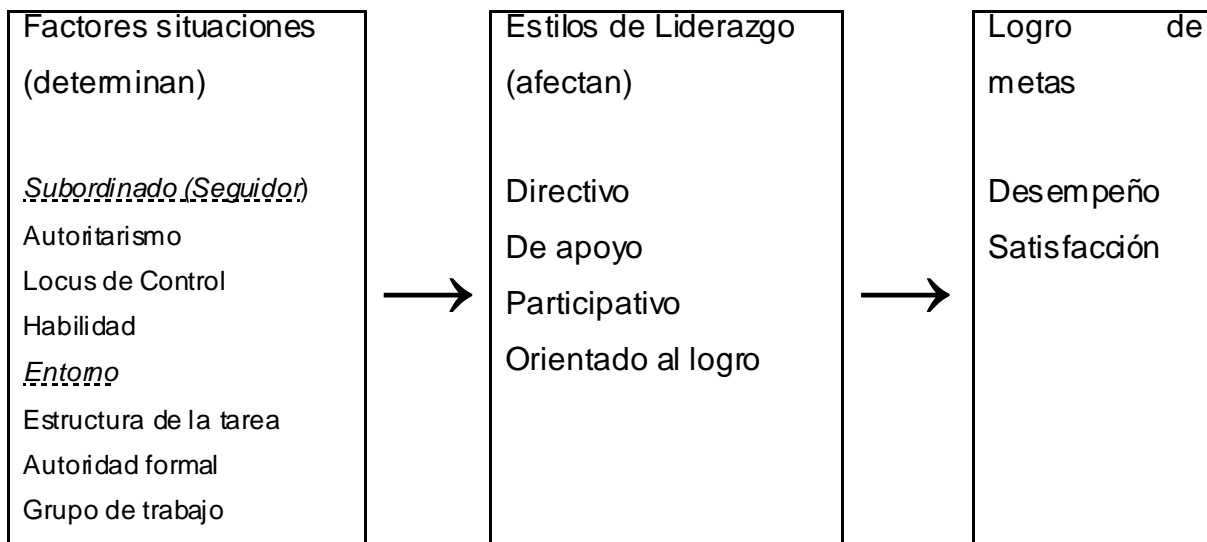 Factores situaciones
(determinan)
Subordinado (Seguidor)
Autoritarismo
Locus de Control
Habilidad
Entorno
Estructura de la tarea
Autoridad formal
Grupo de trabajo
Estilos de Liderazgo
(afectan)
Directivo
De apoyo
Participativo
Orientado al logro
Logro de
metas
Desempeño
Satisfacción